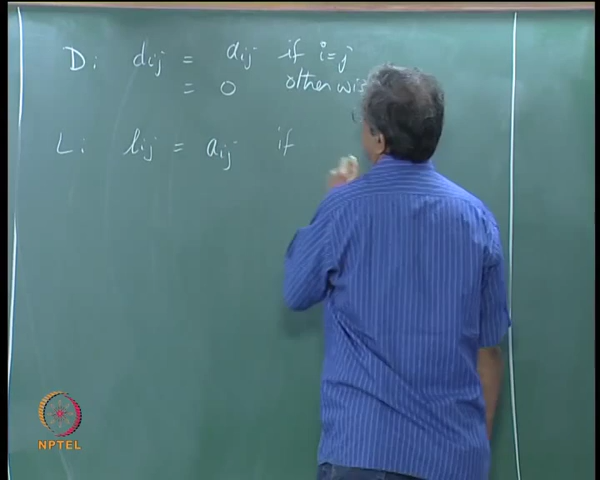 D: dij = aij if i=j
= 0 otherwis
L: lij = aij if
NPTEL